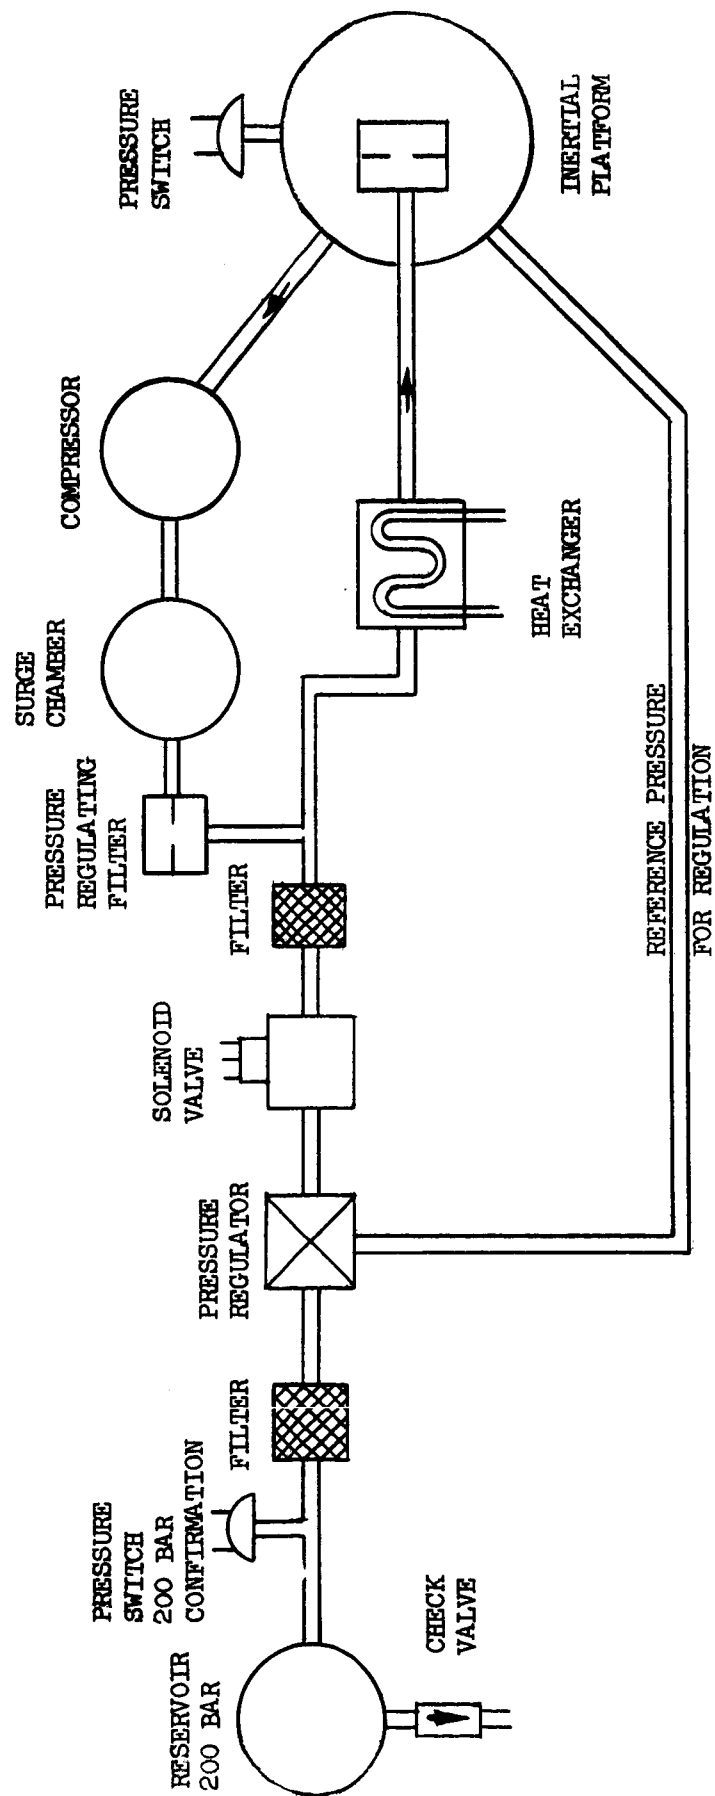 PRESSURE
SWITCH
INERTIAL
PLATFORM
COMPRESSOR
SURGE
CHAMBER
HEAT
EXCHANGER
PRESSURE
REGULATING
FILTER
FILTER
REFERENCE PRESSURE
FOR REGULATION
SOLENOID
VALVE
PRESSURE
REGULATOR
FILTER
PRESSURE
SWITCH
200 BAR
CONFIRMATION
RESERVOIR
200 BAR
CHECK
VALVE